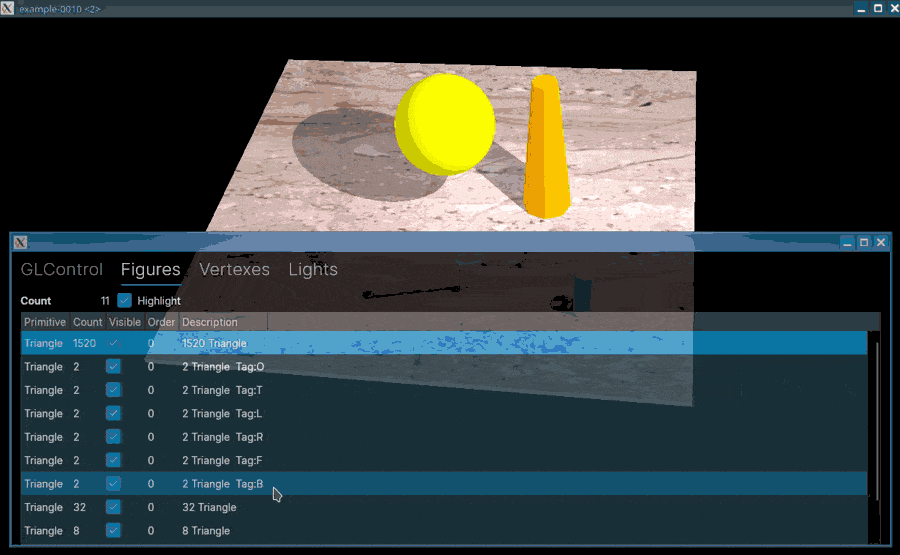 example-0010 <2>
GLControl Figures Vertexes Lights
Count 11 Highlight
Primitive Count Visible Order Description
Triangle 1520 0 1520 Triangle
Triangle 2 0 2 Triangle Tag:O
Triangle 2 0 2 Triangle Tag:T
Triangle 2 0 2 Triangle Tag:L
Triangle 2 0 2 Triangle Tag:R
Triangle 2 0 2 Triangle Tag:F
Triangle 2 0 2 Triangle Tag:B
Triangle 32 0 32 Triangle
Triangle 8 0 8 Triangle